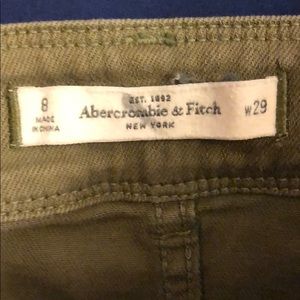 8
MADE
IN CHINA
EST. 1892
Abercrombie & Fitch
NEW YORK
W29